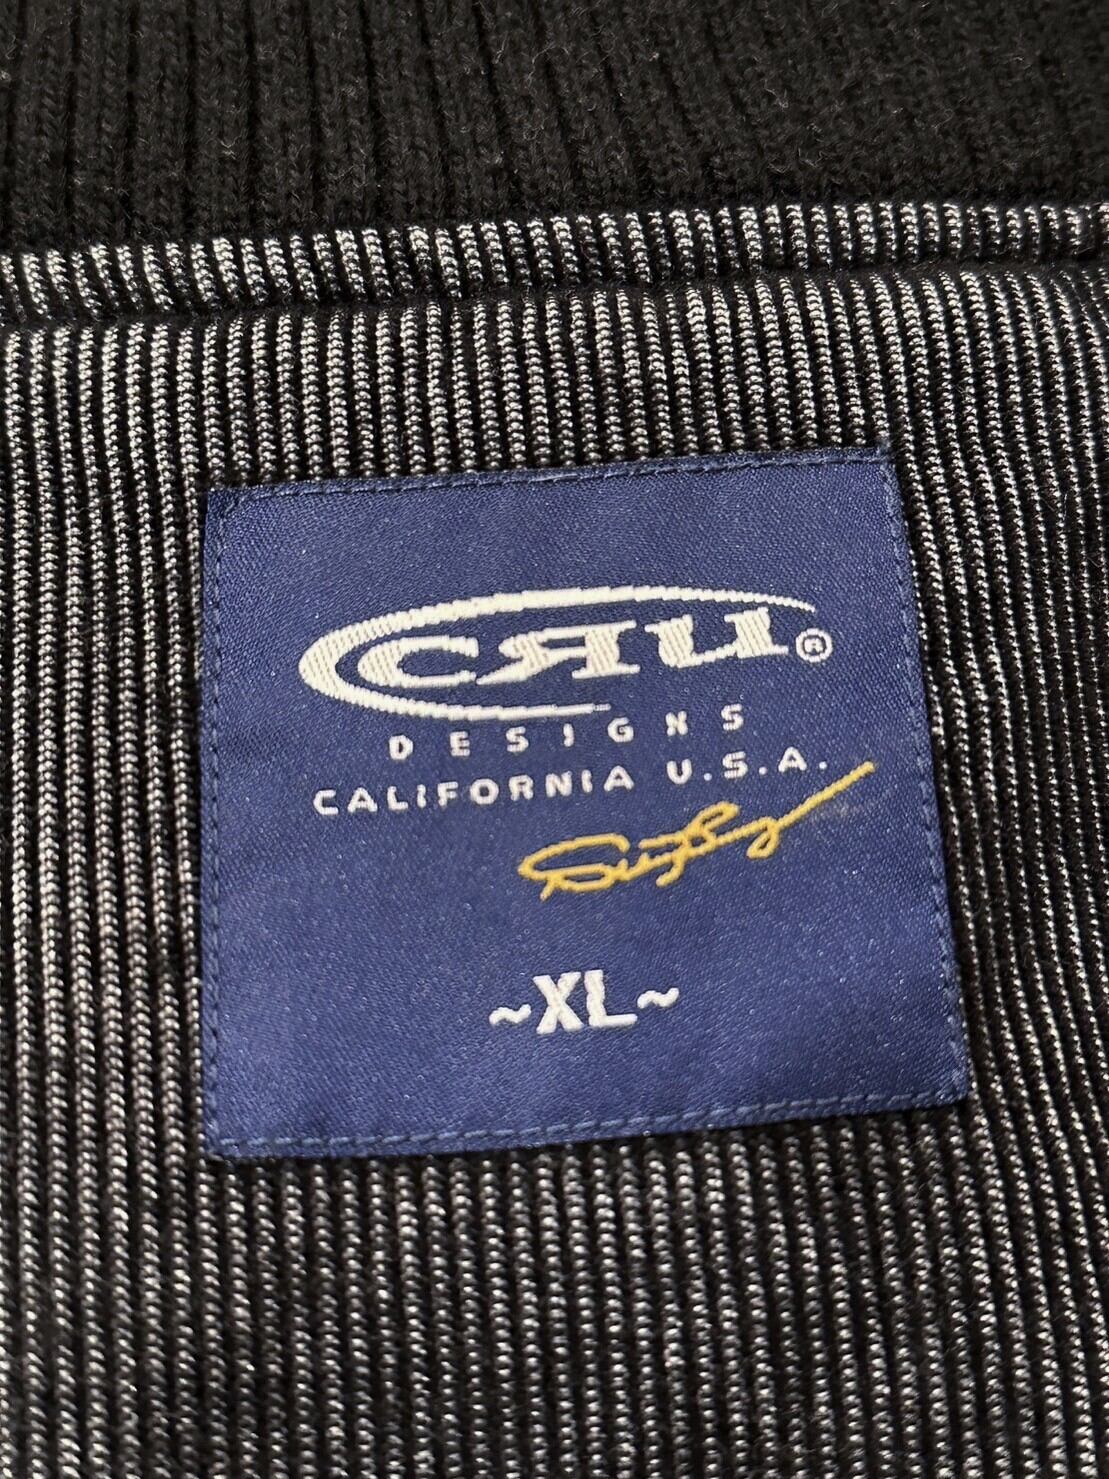 CRU®
DESIGNS
CALIFORNIA U.S.A.
~XL~